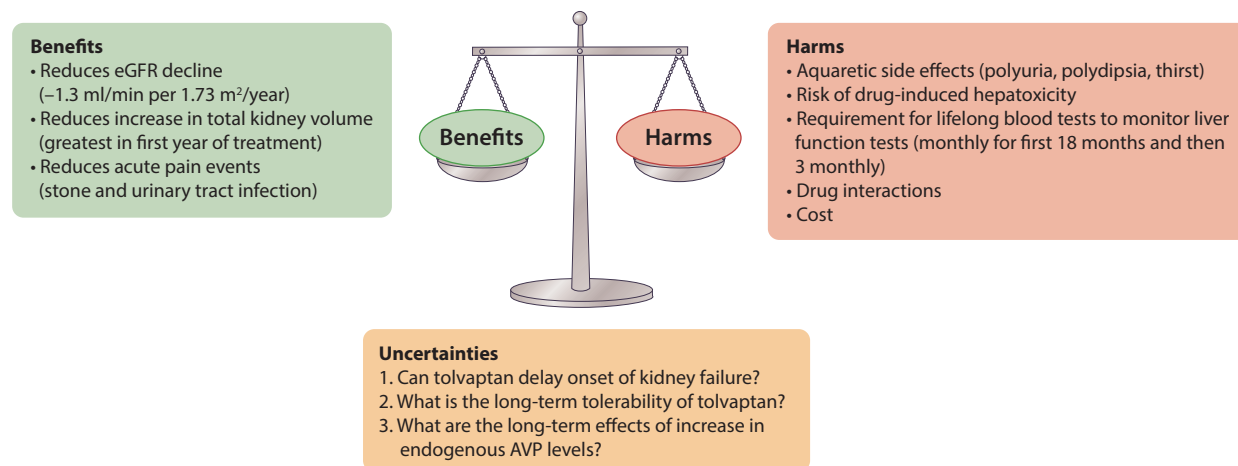 Benefits
• Reduces eGFR decline
(–1.3 ml/min per 1.73 m²/year)
• Reduces increase in total kidney volume
(greatest in first year of treatment)
• Reduces acute pain events
(stone and urinary tract infection)
Benefits
Harms
Harms
• Aquaretic side effects (polyuria, polydipsia, thirst)
• Risk of drug-induced hepatoxicity
• Requirement for lifelong blood tests to monitor liver
function tests (monthly for first 18 months and then
3 monthly)
• Drug interactions
• Cost
Uncertainties
1. Can tolvaptan delay onset of kidney failure?
2. What is the long-term tolerability of tolvaptan?
3. What are the long-term effects of increase in
endogenous AVP levels?